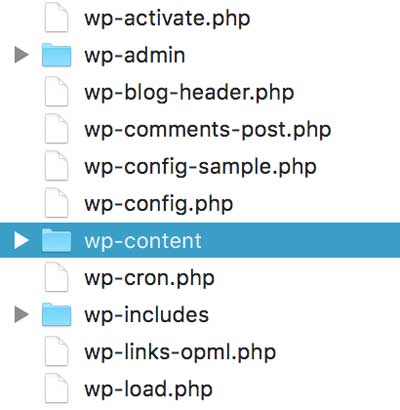 wp-activate.php
wp-admin
wp-blog-header.php
wp-comments-post.php
wp-config-sample.php
wp-config.php
wp-content
wp-cron.php
wp-includes
wp-links-opml.php
wp-load.php